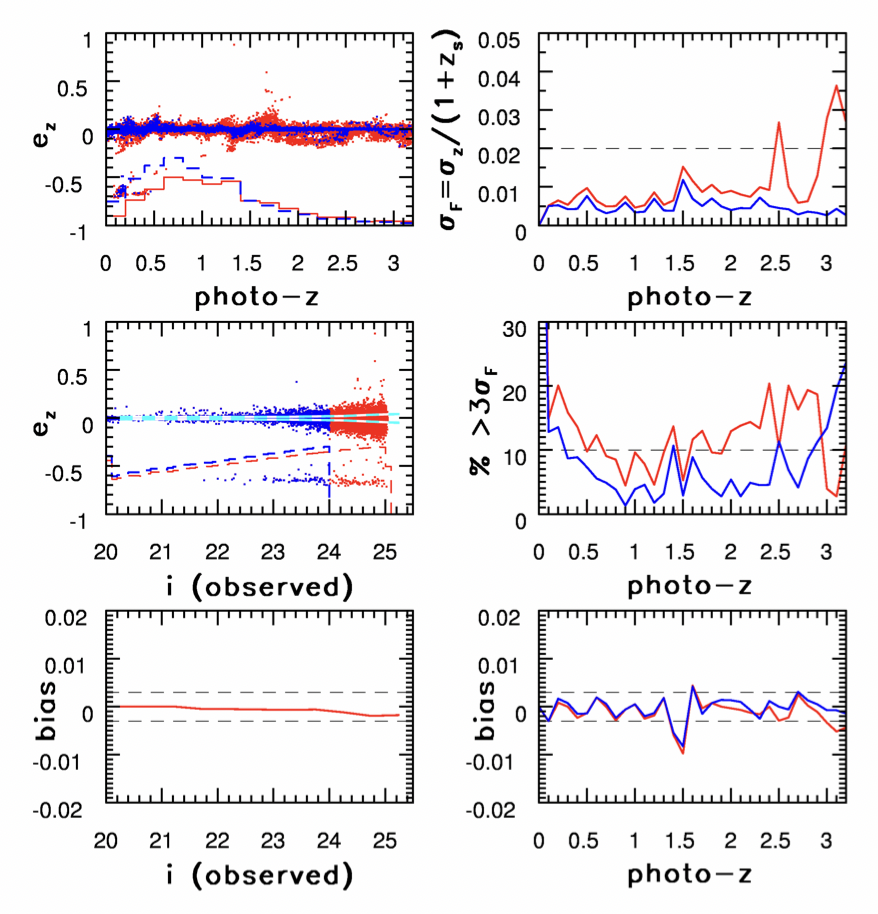 1
0.5
0
-0.5
-1
e_z
0 0.5 1 1.5 2 2.5 3
photo-z
0.05
0.04
0.03
0.02
0.01
0
σ_F=σ_z/(1+z_s)
0 0.5 1 1.5 2 2.5 3
photo-z
1
0.5
0
-0.5
-1
e_z
20 21 22 23 24 25
i (observed)
30
20
10
0
% >3σ_F
0 0.5 1 1.5 2 2.5 3
photo-z
0.02
0.01
0
-0.01
-0.02
bias
20 21 22 23 24 25
i (observed)
0.02
0.01
0
-0.01
-0.02
bias
0 0.5 1 1.5 2 2.5 3
photo-z